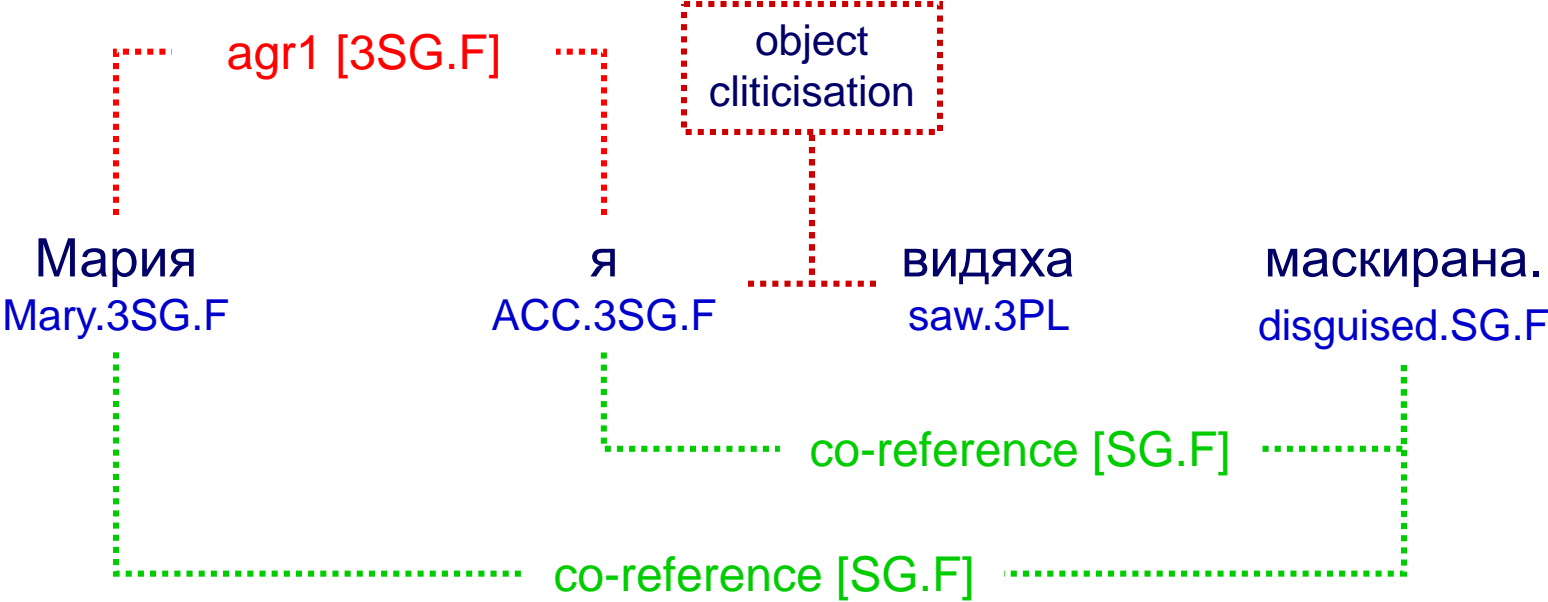 agr1 [3SG.F]
object
cliticisation
Мария я видяха маскирана.
Mary.3SG.F ACC.3SG.F saw.3PL disguised.SG.F
co-reference [SG.F]
co-reference [SG.F]